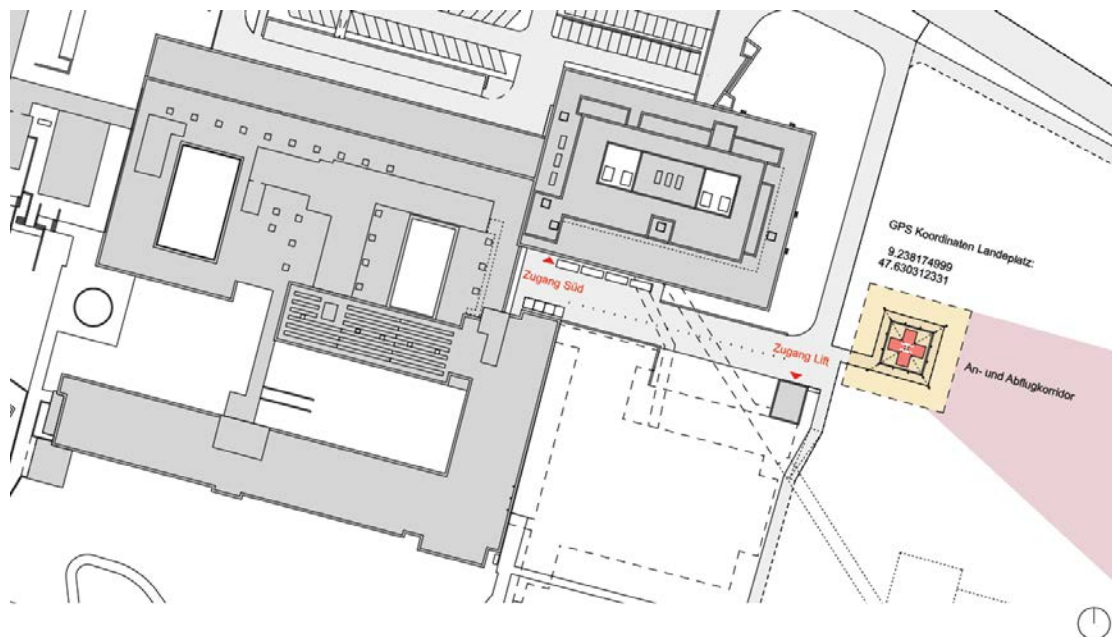 GPS Koordinaten Landeplatz:
9.238174999
47.630312331
Zugang Süd
Zugang Lift
An- und Abflugkorridor